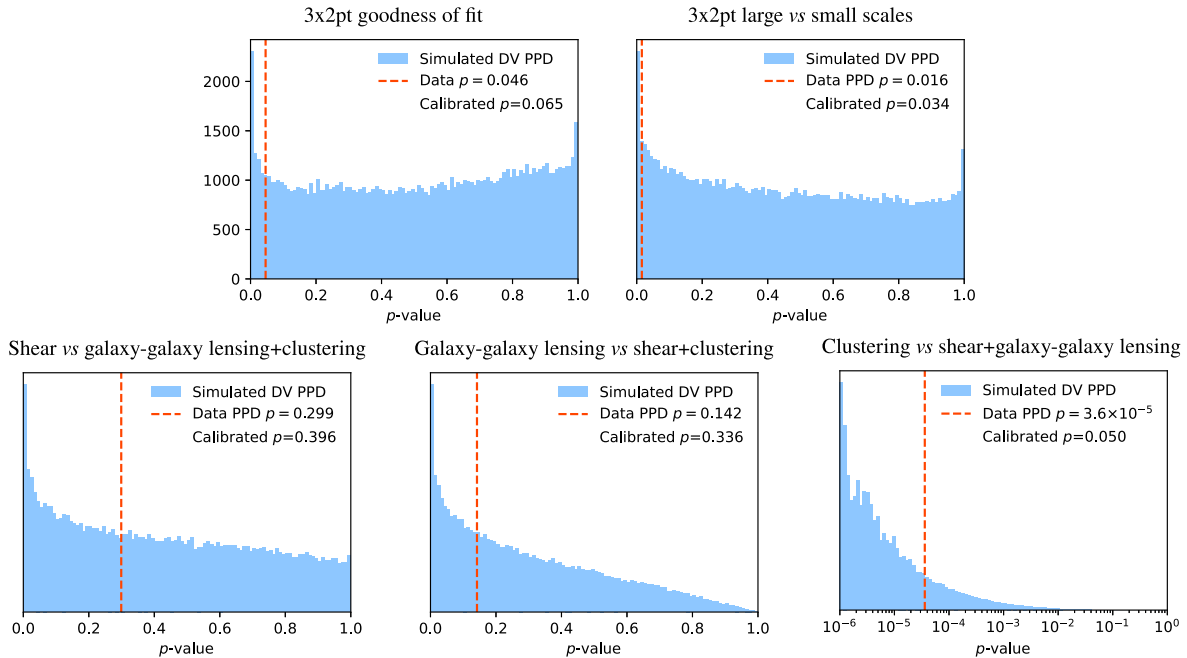 3x2pt goodness of fit
Simulated DV PPD
Data p = 0.046
Calibrated p=0.065
2000
1500
1000
500
0
0.0 0.2 0.4 0.6 0.8 1.0
p-value
3x2pt large vs small scales
Simulated DV PPD
Data PPD p = 0.016
Calibrated p=0.034
0.0 0.2 0.4 0.6 0.8 1.0
p-value
Shear vs galaxy-galaxy lensing+clustering
Simulated DV PPD
Data PPD p = 0.299
Calibrated p=0.396
0.0 0.2 0.4 0.6 0.8 1.0
p-value
Galaxy-galaxy lensing vs shear+clustering
Simulated DV PPD
Data PPD p = 0.142
Calibrated p=0.336
0.0 0.2 0.4 0.6 0.8 1.0
p-value
Clustering vs shear+galaxy-galaxy lensing
Simulated DV PPD
Data PPD p = 3.6×10⁻⁵
Calibrated p=0.050
10⁻⁶ 10⁻⁵ 10⁻⁴ 10⁻³ 10⁻² 10⁻¹ 10⁰
p-value